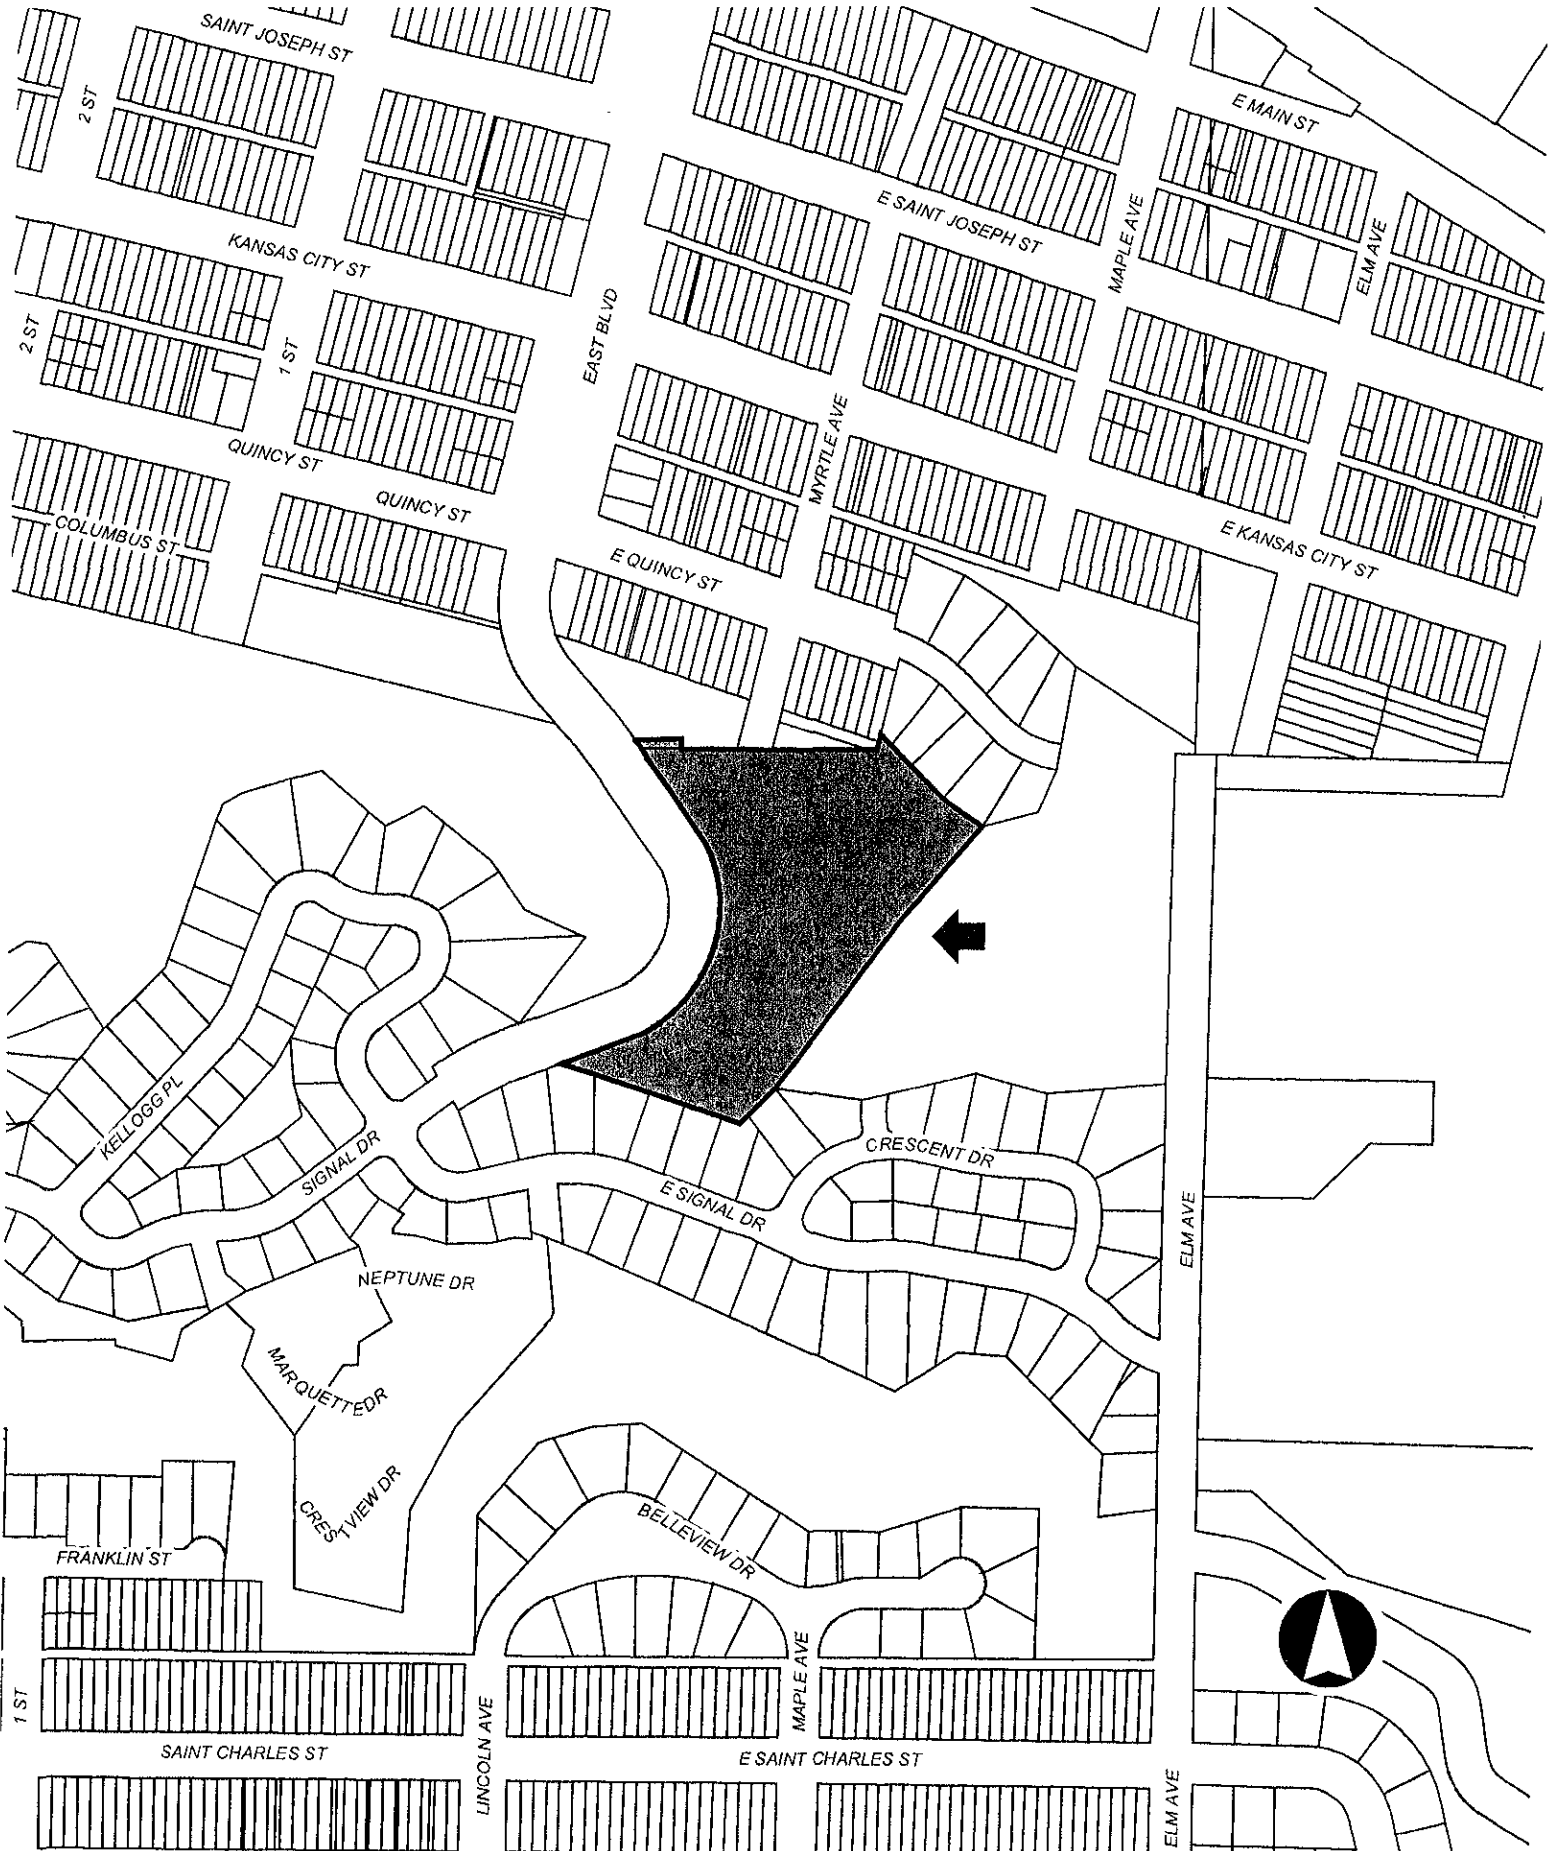 SAINT JOSEPH ST
2 ST
E MAIN ST
E SAINT JOSEPH ST
MAPLE AVE
ELM AVE
KANSAS CITY ST
2 ST
1 ST
EAST BLVD
MYRTLE AVE
QUINCY ST
QUINCY ST
COLUMBUS ST
E QUINCY ST
E KANSAS CITY ST
KELLOGG PL
SIGNAL DR
CRESCENT DR
E SIGNAL DR
ELM AVE
NEPTUNE DR
MARQUETTE DR
CRESTVIEW DR
BELLEVIEW DR
FRANKLIN ST
1 ST
LINCOLN AVE
MAPLE AVE
SAINT CHARLES ST
E SAINT CHARLES ST
ELM AVE